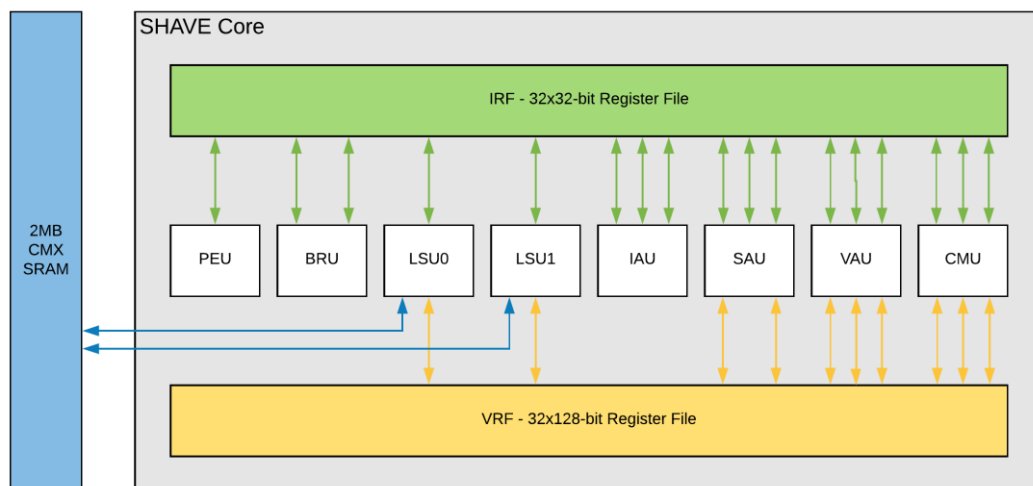 SHAVE Core
IRF - 32x32-bit Register File
2MB
CMX
SRAM
PEU
BRU
LSU0
LSU1
IAU
SAU
VAU
CMU
VRF - 32x128-bit Register File